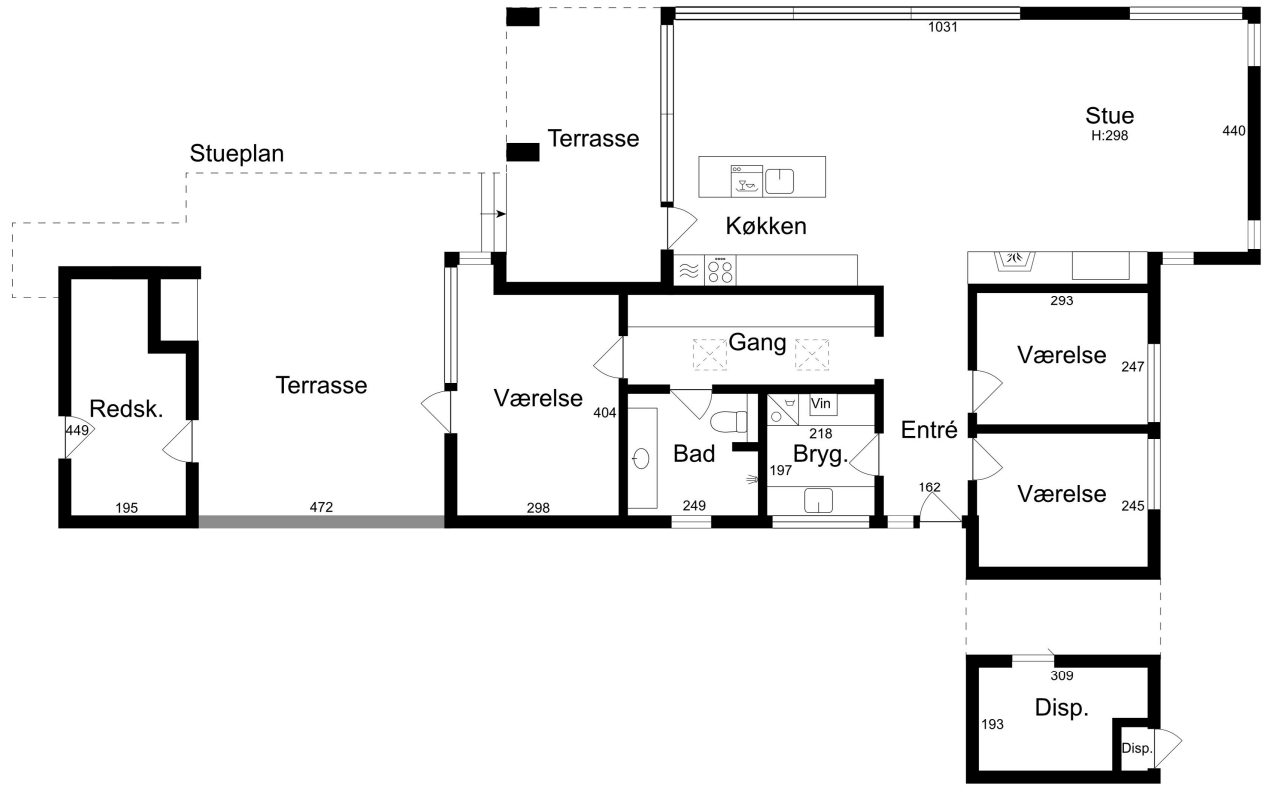 1031
Stue
H:298
440
Terrasse
Stueplan
Køkken
293
Gang
Værelse
247
Terrasse
Værelse
404
Redsk.
449
Vin
218
Entré
Bad
Bryg.
197
Værelse
162
195
472
298
249
245
309
Disp.
193
Disp.